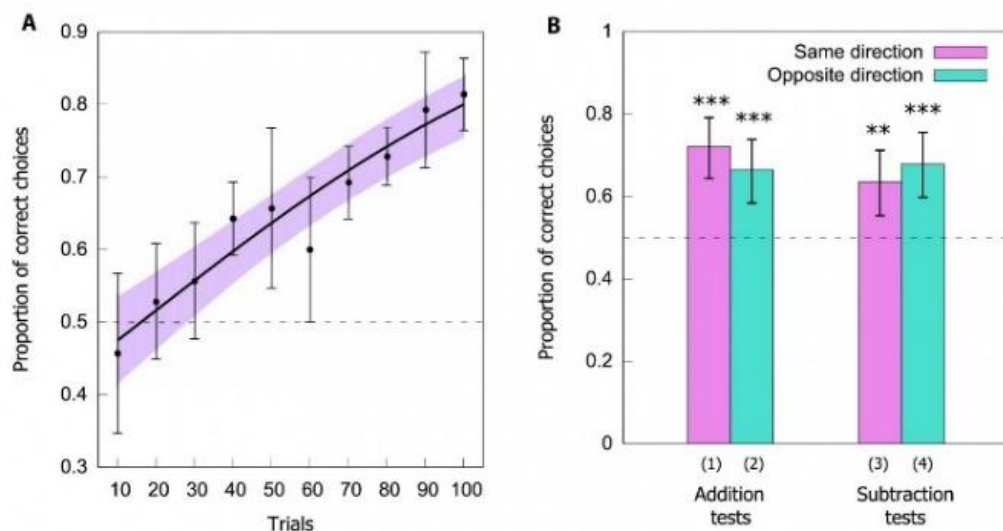 A
Proportion of correct choices
0.9
0.8
0.7
0.6
0.5
0.4
0.3
10 20 30 40 50 60 70 80 90 100
Trials
B
Proportion of correct choices
1
0.8
0.6
0.4
0.2
0
Same direction
Opposite direction
*** *** ** ***
(1) (2) (3) (4)
Addition tests
Subtraction tests